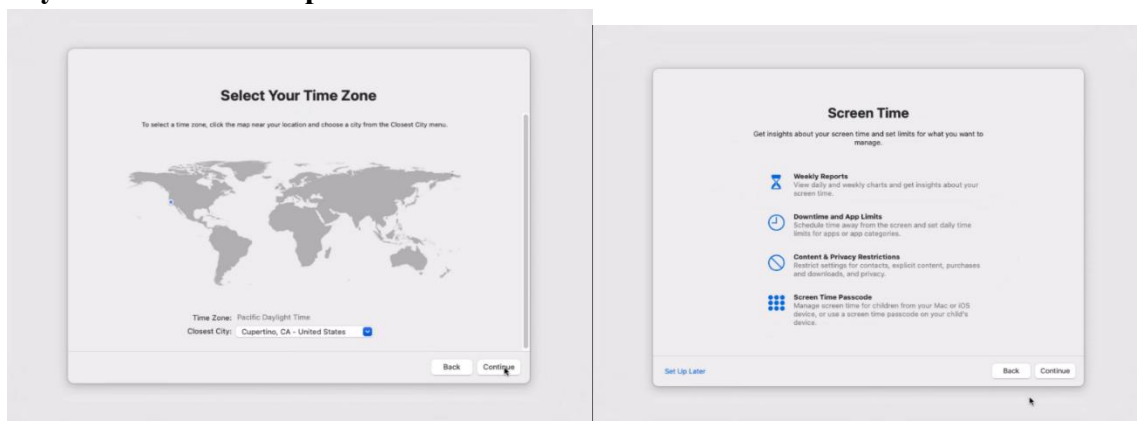 Select Your Time Zone
To select a time zone, click the map near your location and choose a city from the Closest City menu.
Time Zone: Pacific Daylight Time
Closest City: Cupertino, CA - United States
Back Continue
Screen Time
Get insights about your screen time and set limits for what you want to
manage.
Weekly Reports
View daily and weekly charts and get insights about your
screen time.
Downtime and App Limits
Schedule time away from the screen and set daily time
limits for apps or app categories.
Content & Privacy Restrictions
Restrict settings for contacts, explicit content, purchases
and downloads, and privacy.
Screen Time Passcode
Manage screen time for children from your Mac or iOS
device, or use a screen time passcode on your child's
device.
Set Up Later Back Continue